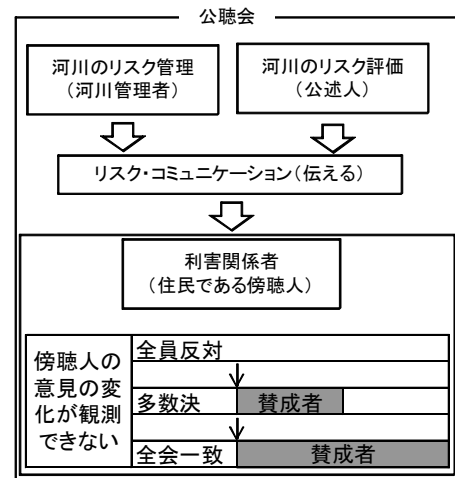 公聴会
河川のリスク管理
（河川管理者）
河川のリスク評価
（公述人）
リスク・コミュニケーション（伝える）
利害関係者
（住民である傍聴人）
傍聴人の
意見の変
化が観測
できない
全員反対
多数決
賛成者
全会一致
賛成者